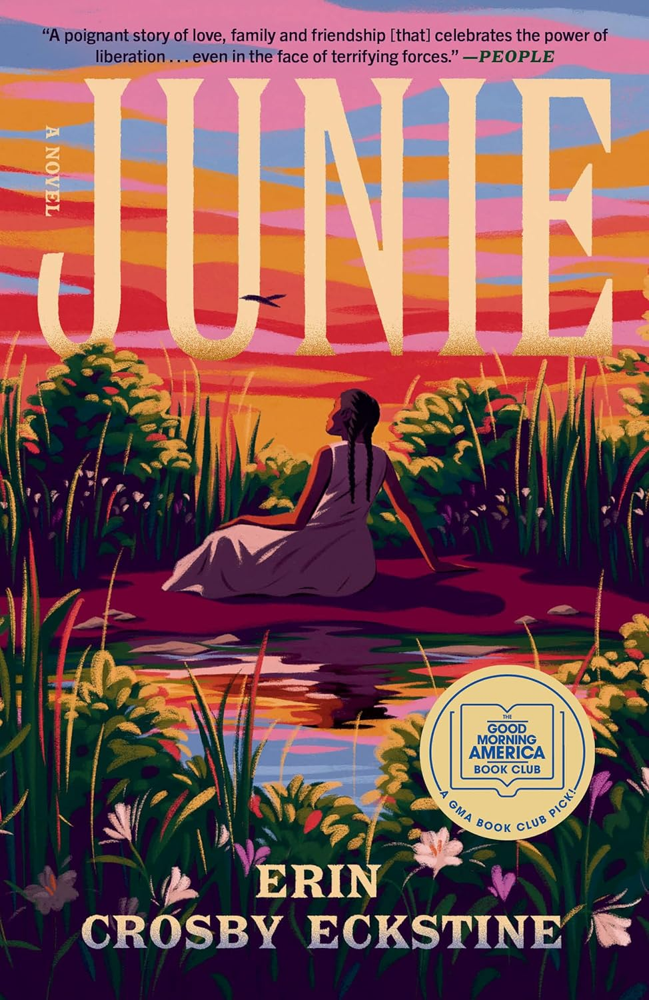 “A poignant story of love, family and friendship [that] celebrates the power of
liberation . . . even in the face of terrifying forces.” —PEOPLE
JUNIE
A NOVEL
THE
GOOD
MORNING
AMERICA
BOOK CLUB
A GMA BOOK CLUB PICK!
ERIN
CROSBY ECKSTINE